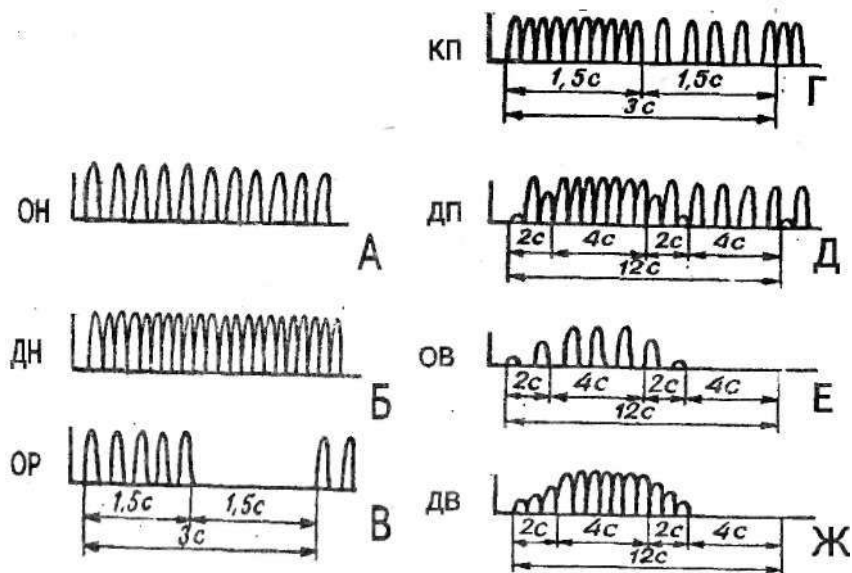 ОН
А
ДН
Б
ОР
1,5с 1,5с
3с
В
КП
1,5с 1,5с
3с
Г
ДП
2с 4с 2с 4с
12с
Д
ОВ
2с 4с 2с 4с
12с
Е
ДВ
2с 4с 2с 4с
12с
Ж